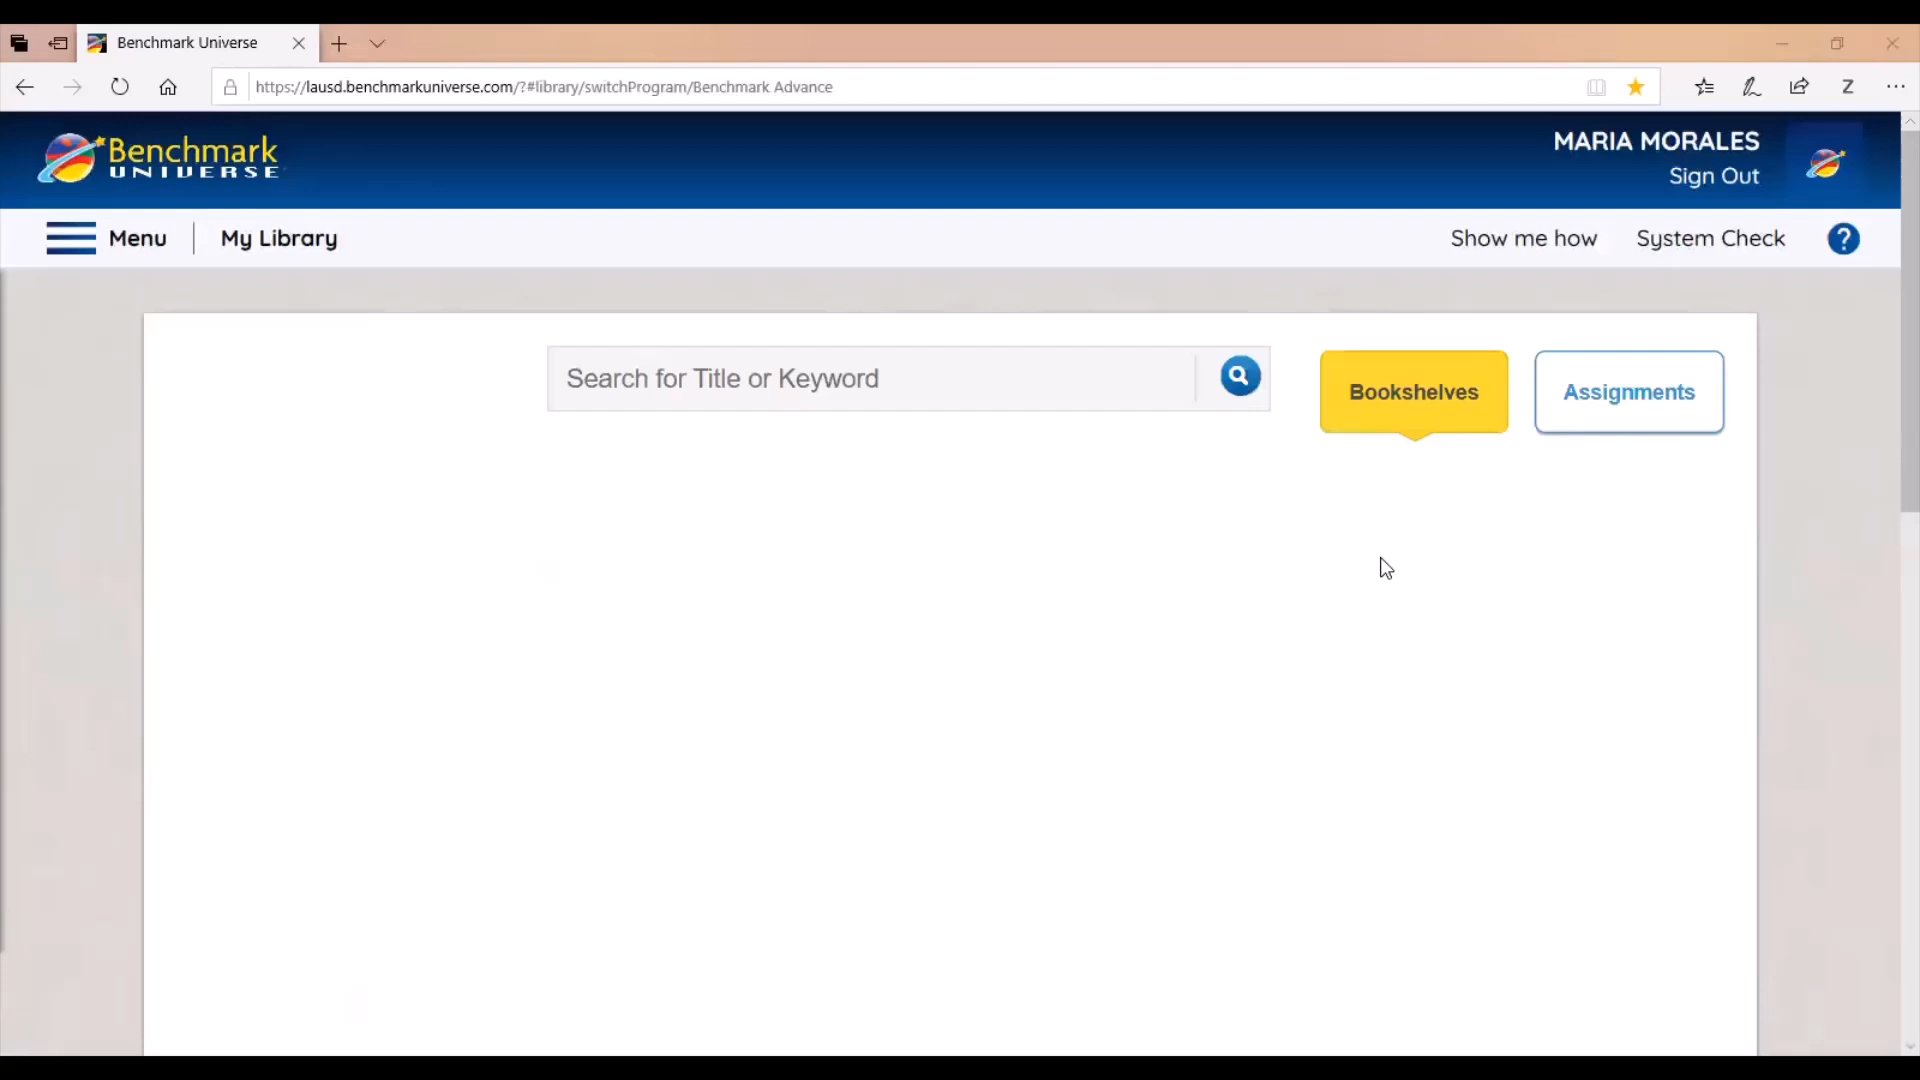 Benchmark Universe
https://lausd.benchmarkuniverse.com/?#library/switchProgram/Benchmark Advance
Z
Benchmark
UNIVERSE
MARIA MORALES
Sign Out
Menu
My Library
Show me how
System Check
?
Search for Title or Keyword
Bookshelves
Assignments